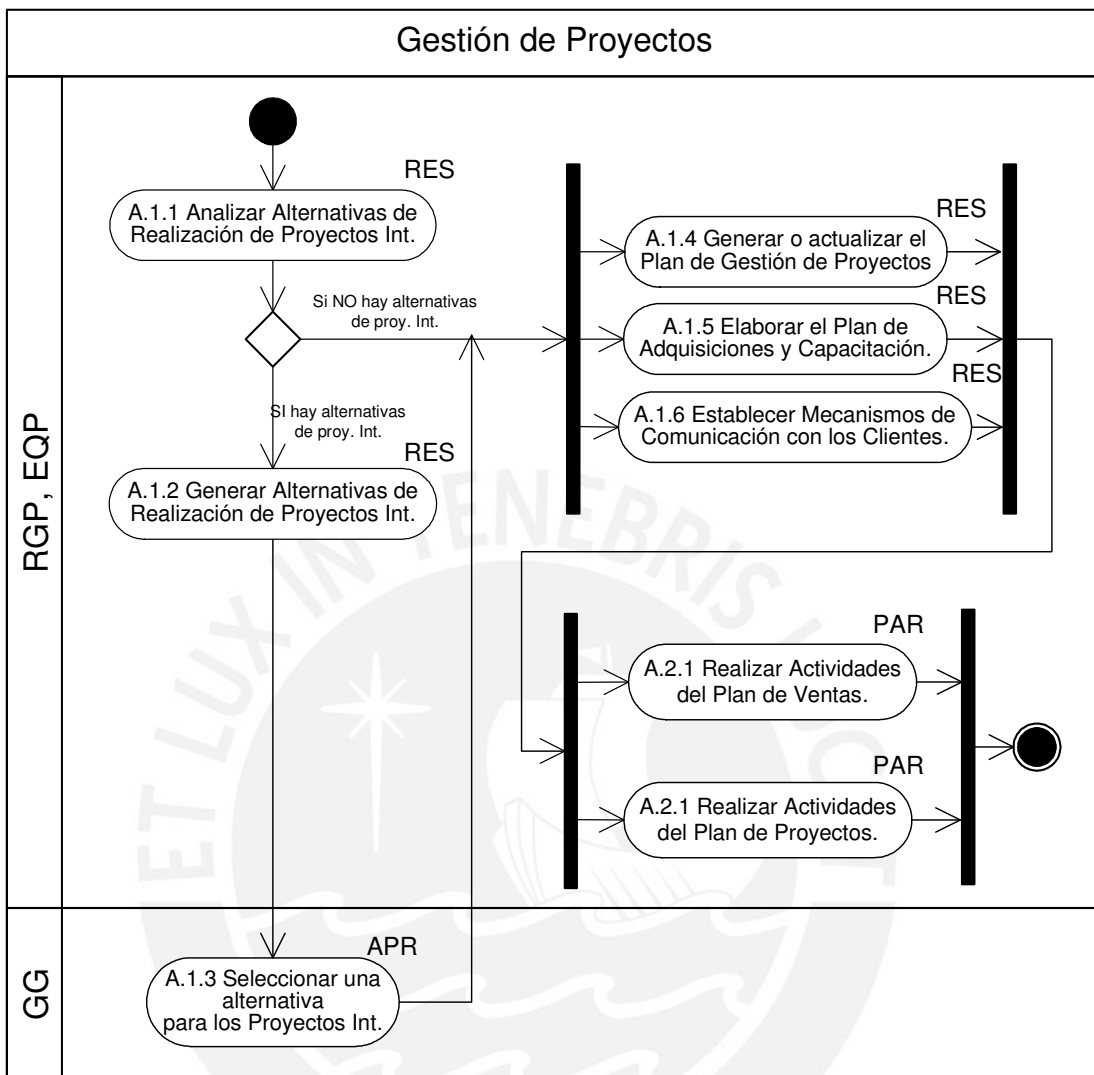 Gestión de Proyectos
RGP, EQP
RES
A.1.1 Analizar Alternativas de
Realización de Proyectos Int.
Si NO hay alternativas
de proy. Int.
SI hay alternativas
de proy. Int.
RES
A.1.2 Generar Alternativas de
Realización de Proyectos Int.
RES
A.1.4 Generar o actualizar el
Plan de Gestión de Proyectos
RES
A.1.5 Elaborar el Plan de
Adquisiciones y Capacitación.
RES
A.1.6 Establecer Mecanismos de
Comunicación con los Clientes.
PAR
A.2.1 Realizar Actividades
del Plan de Ventas.
PAR
A.2.1 Realizar Actividades
del Plan de Proyectos.
GG
APR
A.1.3 Seleccionar una
alternativa
para los Proyectos Int.
ET LUX IN TENEBRIS